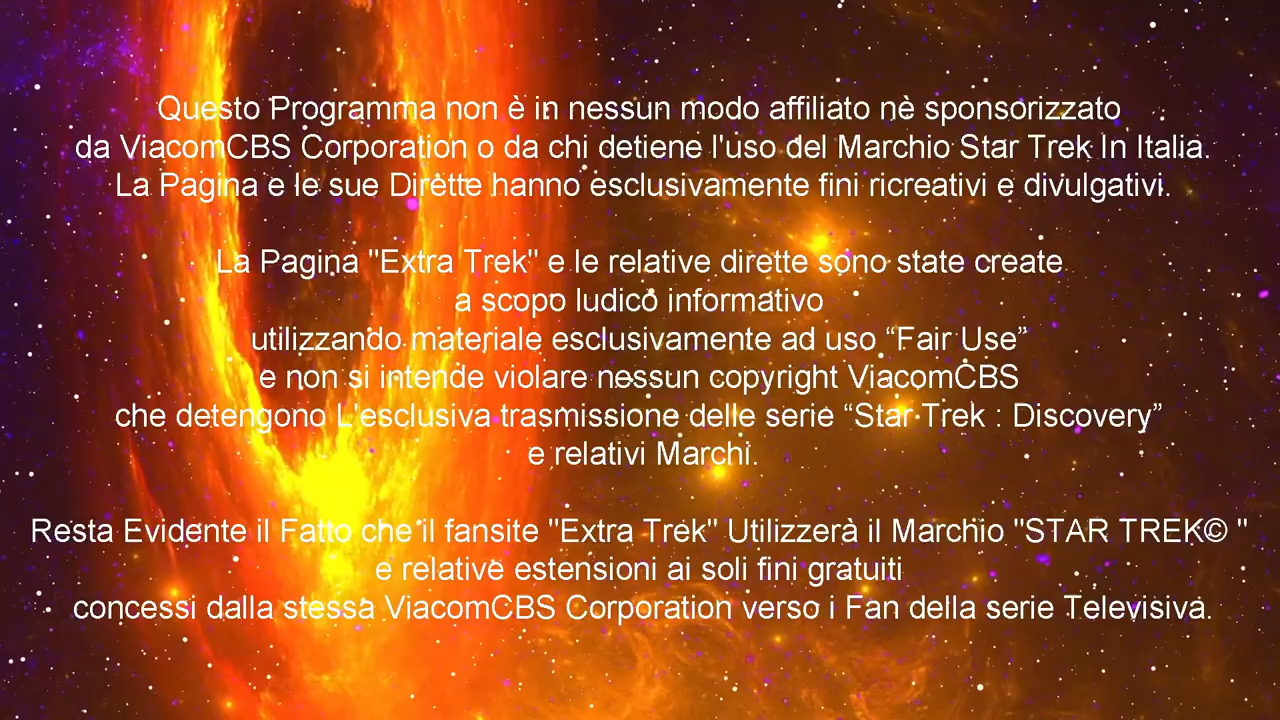 Questo Programma non è in nessun modo affiliato nè sponsorizzato
da ViacomCBS Corporation o da chi detiene l'uso del Marchio Star Trek In Italia.
La Pagina e le sue Dirette hanno esclusivamente fini ricreativi e divulgativi.
La Pagina "Extra Trek" e le relative dirette sono state create
a scopo ludico informativo
utilizzando materiale esclusivamente ad uso “Fair Use”
e non si intende violare nessun copyright ViacomCBS
che detengono L'esclusiva trasmissione delle serie “Star Trek : Discovery”
e relativi Marchi.
Resta Evidente il Fatto che il fansite "Extra Trek" Utilizzerà il Marchio "STAR TREK© "
e relative estensioni ai soli fini gratuiti
concessi dalla stessa ViacomCBS Corporation verso i Fan della serie Televisiva.